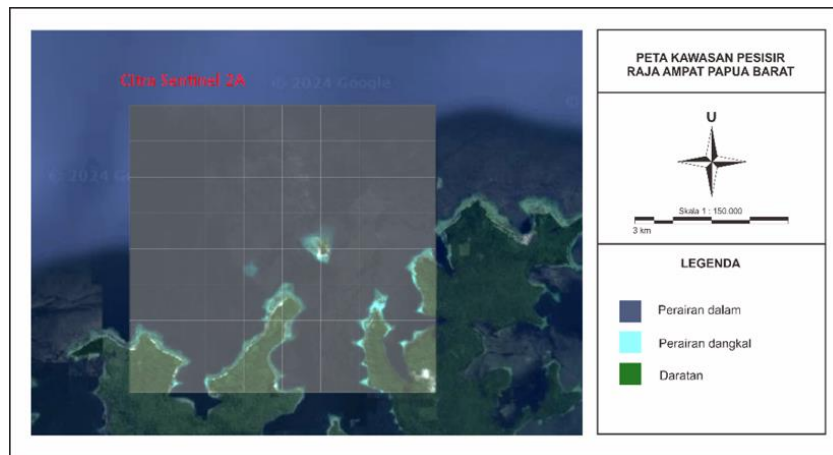 Citra Sentinel 2A
© 2024 Google
© 2024 G
PETA KAWASAN PESISIR
RAJA AMPAT PAPUA BARAT
U
Skala 1 : 150.000
3 km
LEGENDA
Perairan dalam
Perairan dangkal
Daratan